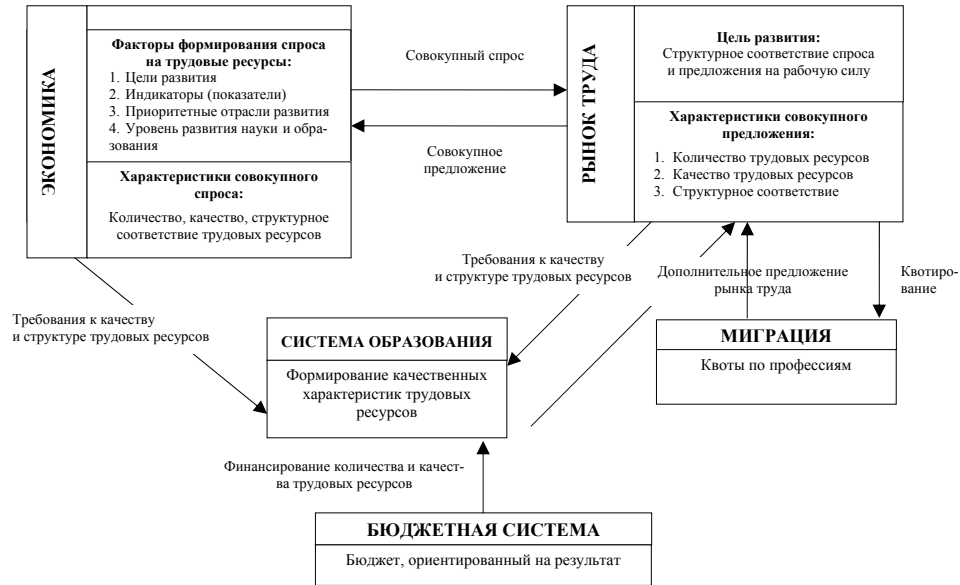 ЭКОНОМИКА
Факторы формирования спроса
на трудовые ресурсы:
1. Цели развития
2. Индикаторы (показатели)
3. Приоритетные отрасли развития
4. Уровень развития науки и обра-
зования
Характеристики совокупного
спроса:
Количество, качество, структурное
соответствие трудовых ресурсов
Совокупный спрос
Совокупное
предложение
РЫНОК ТРУДА
Цель развития:
Структурное соответствие спроса
и предложения на рабочую силу
Характеристики совокупного
предложения:
1. Количество трудовых ресурсов
2. Качество трудовых ресурсов
3. Структурное соответствие
Требования к качеству
и структуре трудовых ресурсов
Требования к качеству
и структуре трудовых ресурсов
Дополнительное предложение
рынка труда
Квотиро-
вание
СИСТЕМА ОБРАЗОВАНИЯ
Формирование качественных
характеристик трудовых
ресурсов
МИГРАЦИЯ
Квоты по профессиям
Финансирование количества и качест-
ва трудовых ресурсов
БЮДЖЕТНАЯ СИСТЕМА
Бюджет, ориентированный на результат